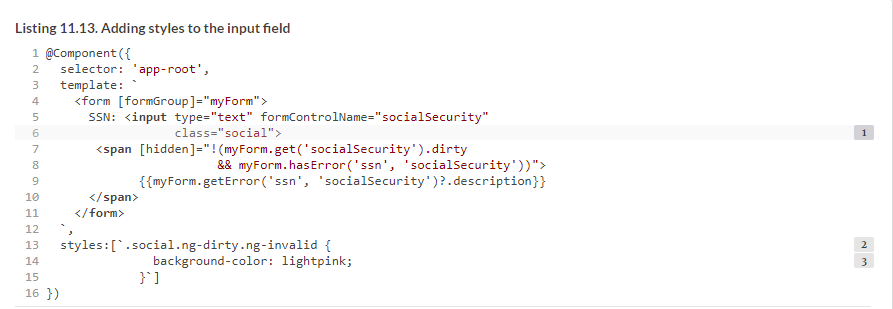 Listing 11.13. Adding styles to the input field
1 @Component({
2   selector: 'app-root',
3   template: `
4     <form [formGroup]="myForm">
5       SSN: <input type="text" formControlName="socialSecurity"
6                   class="social"> 1
7        <span [hidden]="!(myForm.get('socialSecurity').dirty
8                        && myForm.hasError('ssn', 'socialSecurity'))">
9             {{myForm.getError('ssn', 'socialSecurity')?.description}}
10       </span>
11     </form>
12   `,
13   styles:[`.social.ng-dirty.ng-invalid { 2
14                background-color: lightpink; 3
15              }`]
16 })